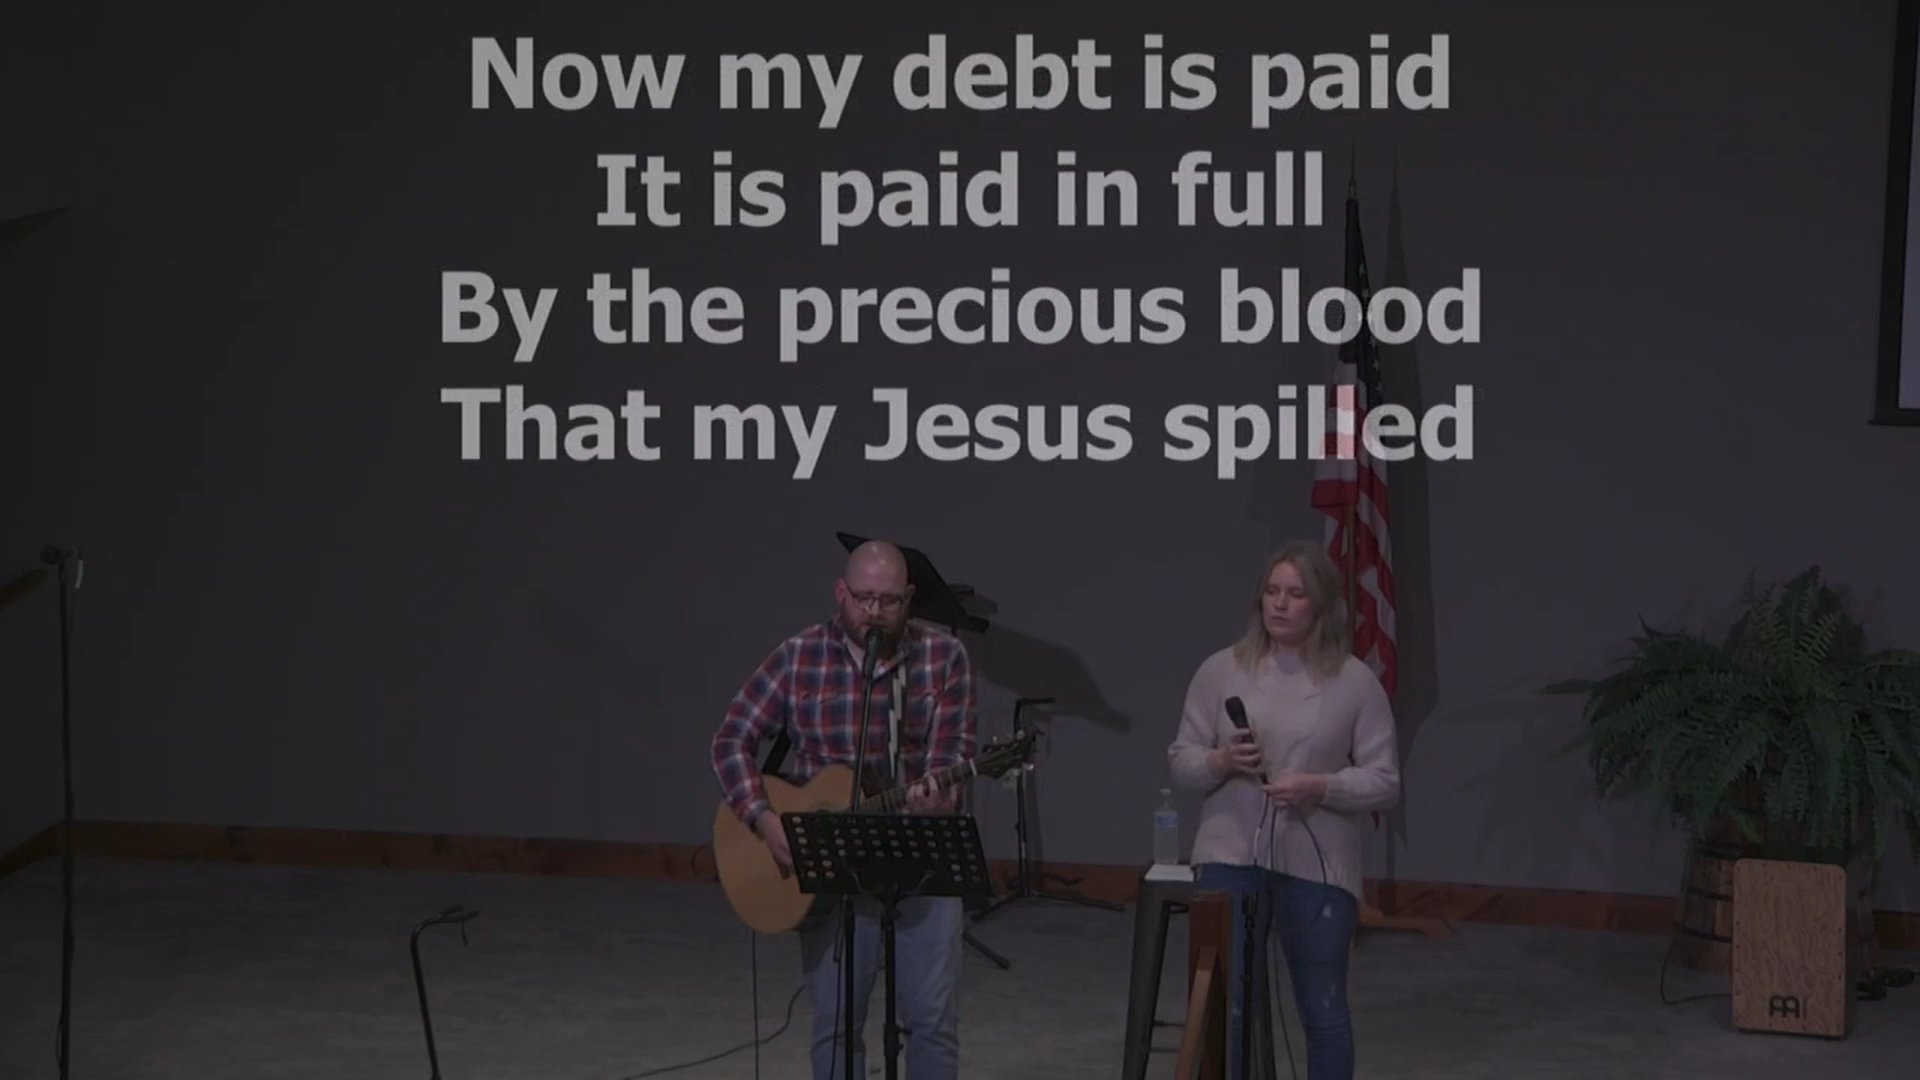 Now my debt is paid
It is paid in full
By the precious blood
That my Jesus spilled